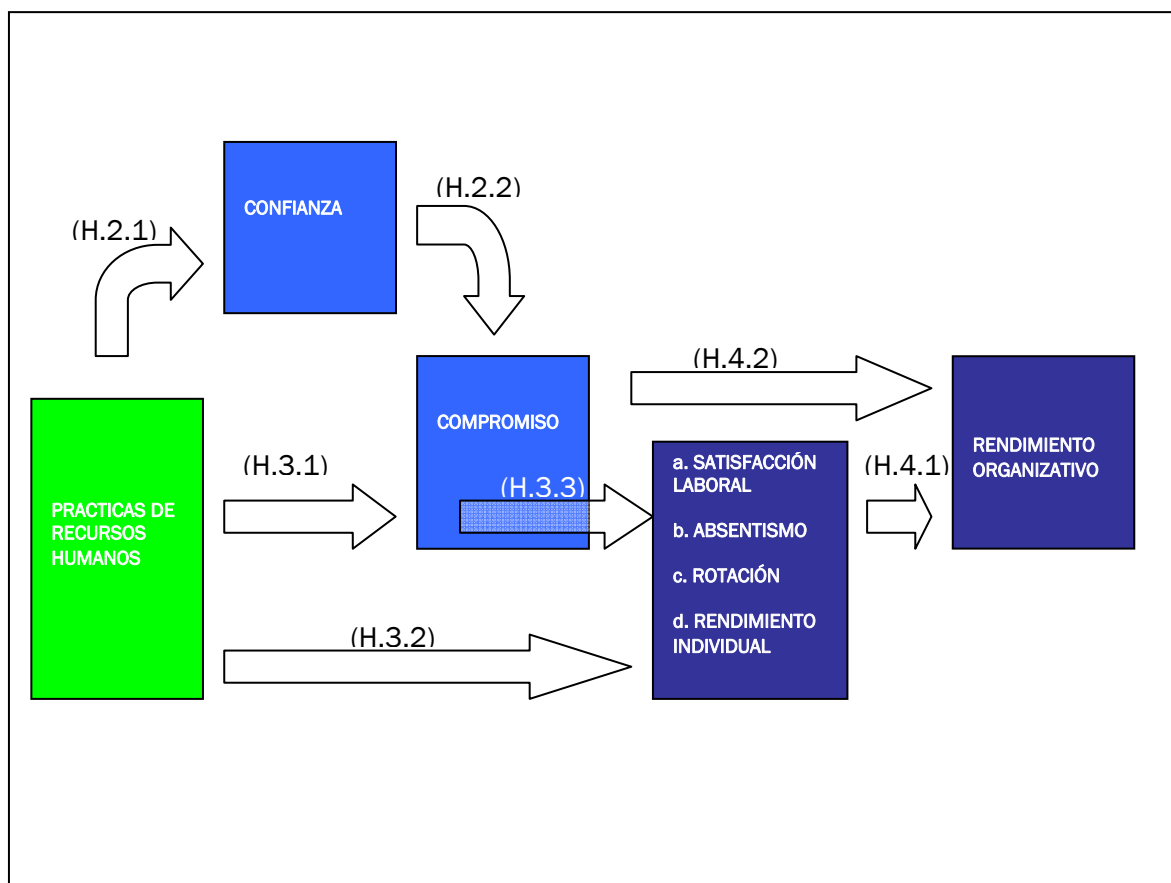 (H.2.1)
CONFIANZA
(H.2.2)
PRACTICAS DE
RECURSOS
HUMANOS
(H.3.1)
COMPROMISO
(H.3.3)
(H.3.2)
(H.4.2)
a. SATISFACCIÓN
LABORAL
b. ABSENTISMO
c. ROTACIÓN
d. RENDIMIENTO
INDIVIDUAL
(H.4.1)
RENDIMIENTO
ORGANIZATIVO